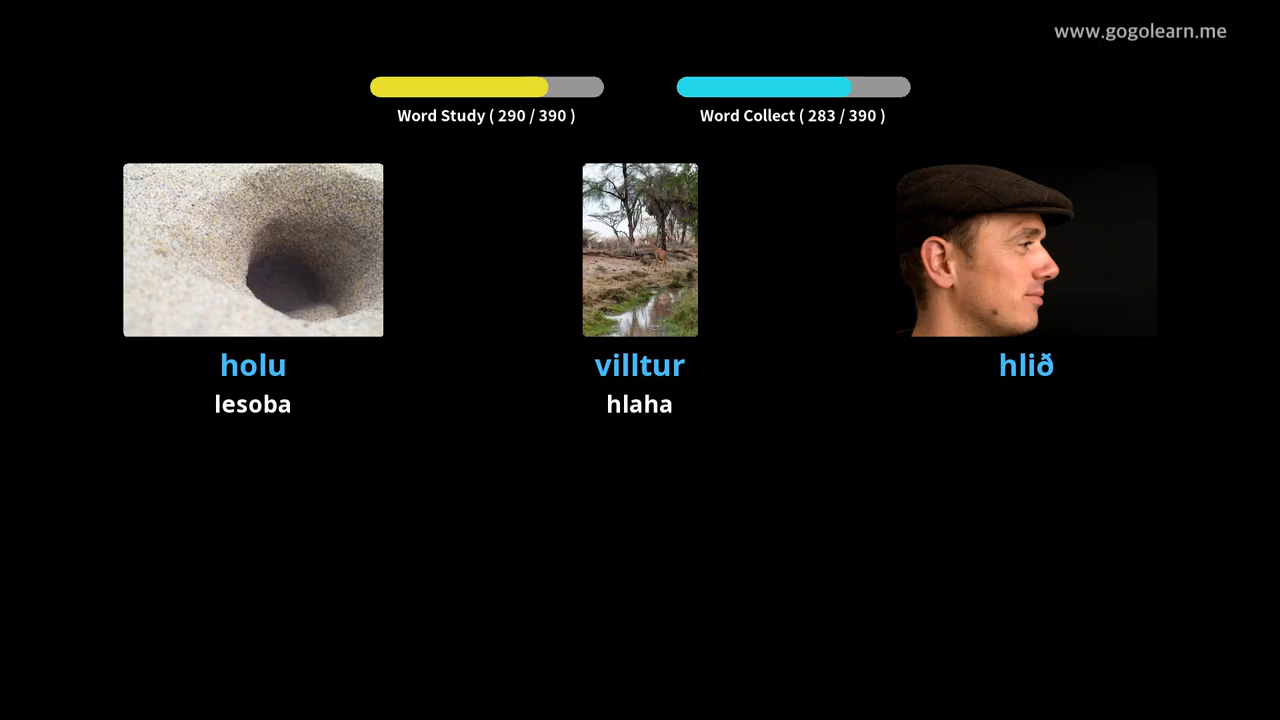 www.gogolearn.me
Word Study ( 290 / 390 )
Word Collect ( 283 / 390 )
holu
lesoba
villtur
hlaha
hlið